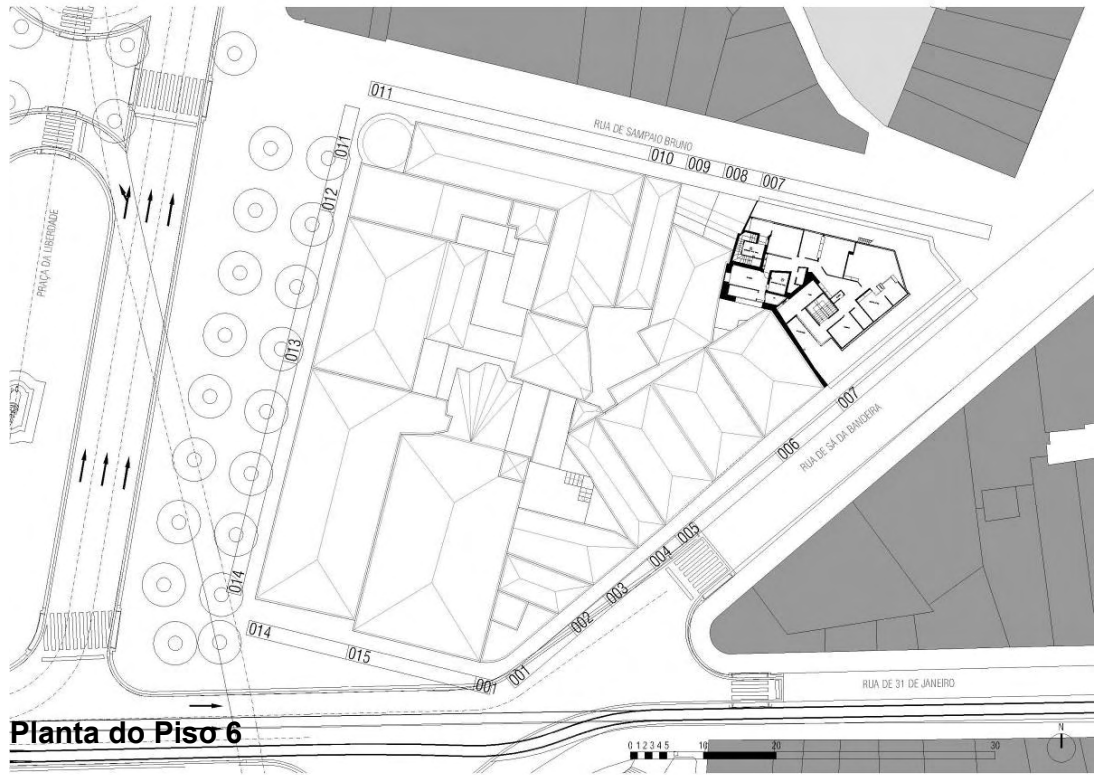 011
RUA DE SAMPAIO BRUNO
010
009
008
007
011
012
PRAÇA DA LIBERDADE
013
014
014
015
001
001
002
003
004
005
006
007
RUA DE SÁ DA BANDEIRA
RUA DE 31 DE JANEIRO
Planta do Piso 6
0 1 2 3 4 5 10 20 30
N